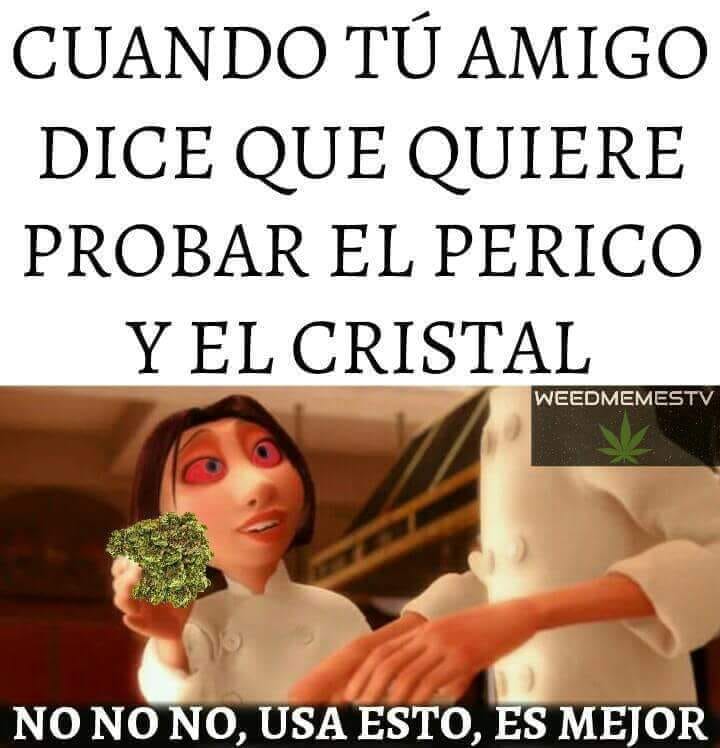 CUANDO TÚ AMIGO
DICE QUE QUIERE
PROBAR EL PERICO
Y EL CRISTAL
WEEDMEMESTV
NO NO NO, USA ESTO, ES MEJOR